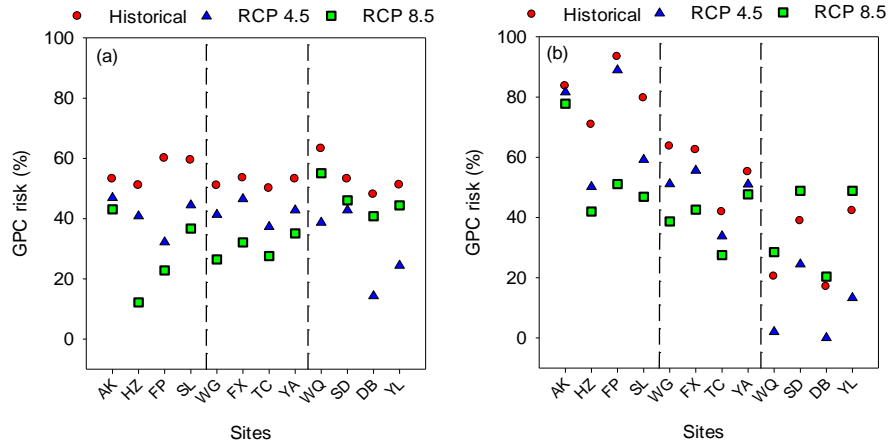 Historical RCP 4.5 RCP 8.5
(a)
GPC risk (%)
100
80
60
40
20
0
AK HZ FP SL WG FX TC YA WQ SD DB YL
Sites
Historical RCP 4.5 RCP 8.5
(b)
GPC risk (%)
100
80
60
40
20
0
AK HZ FP SL WG FX TC YA WQ SD DB YL
Sites